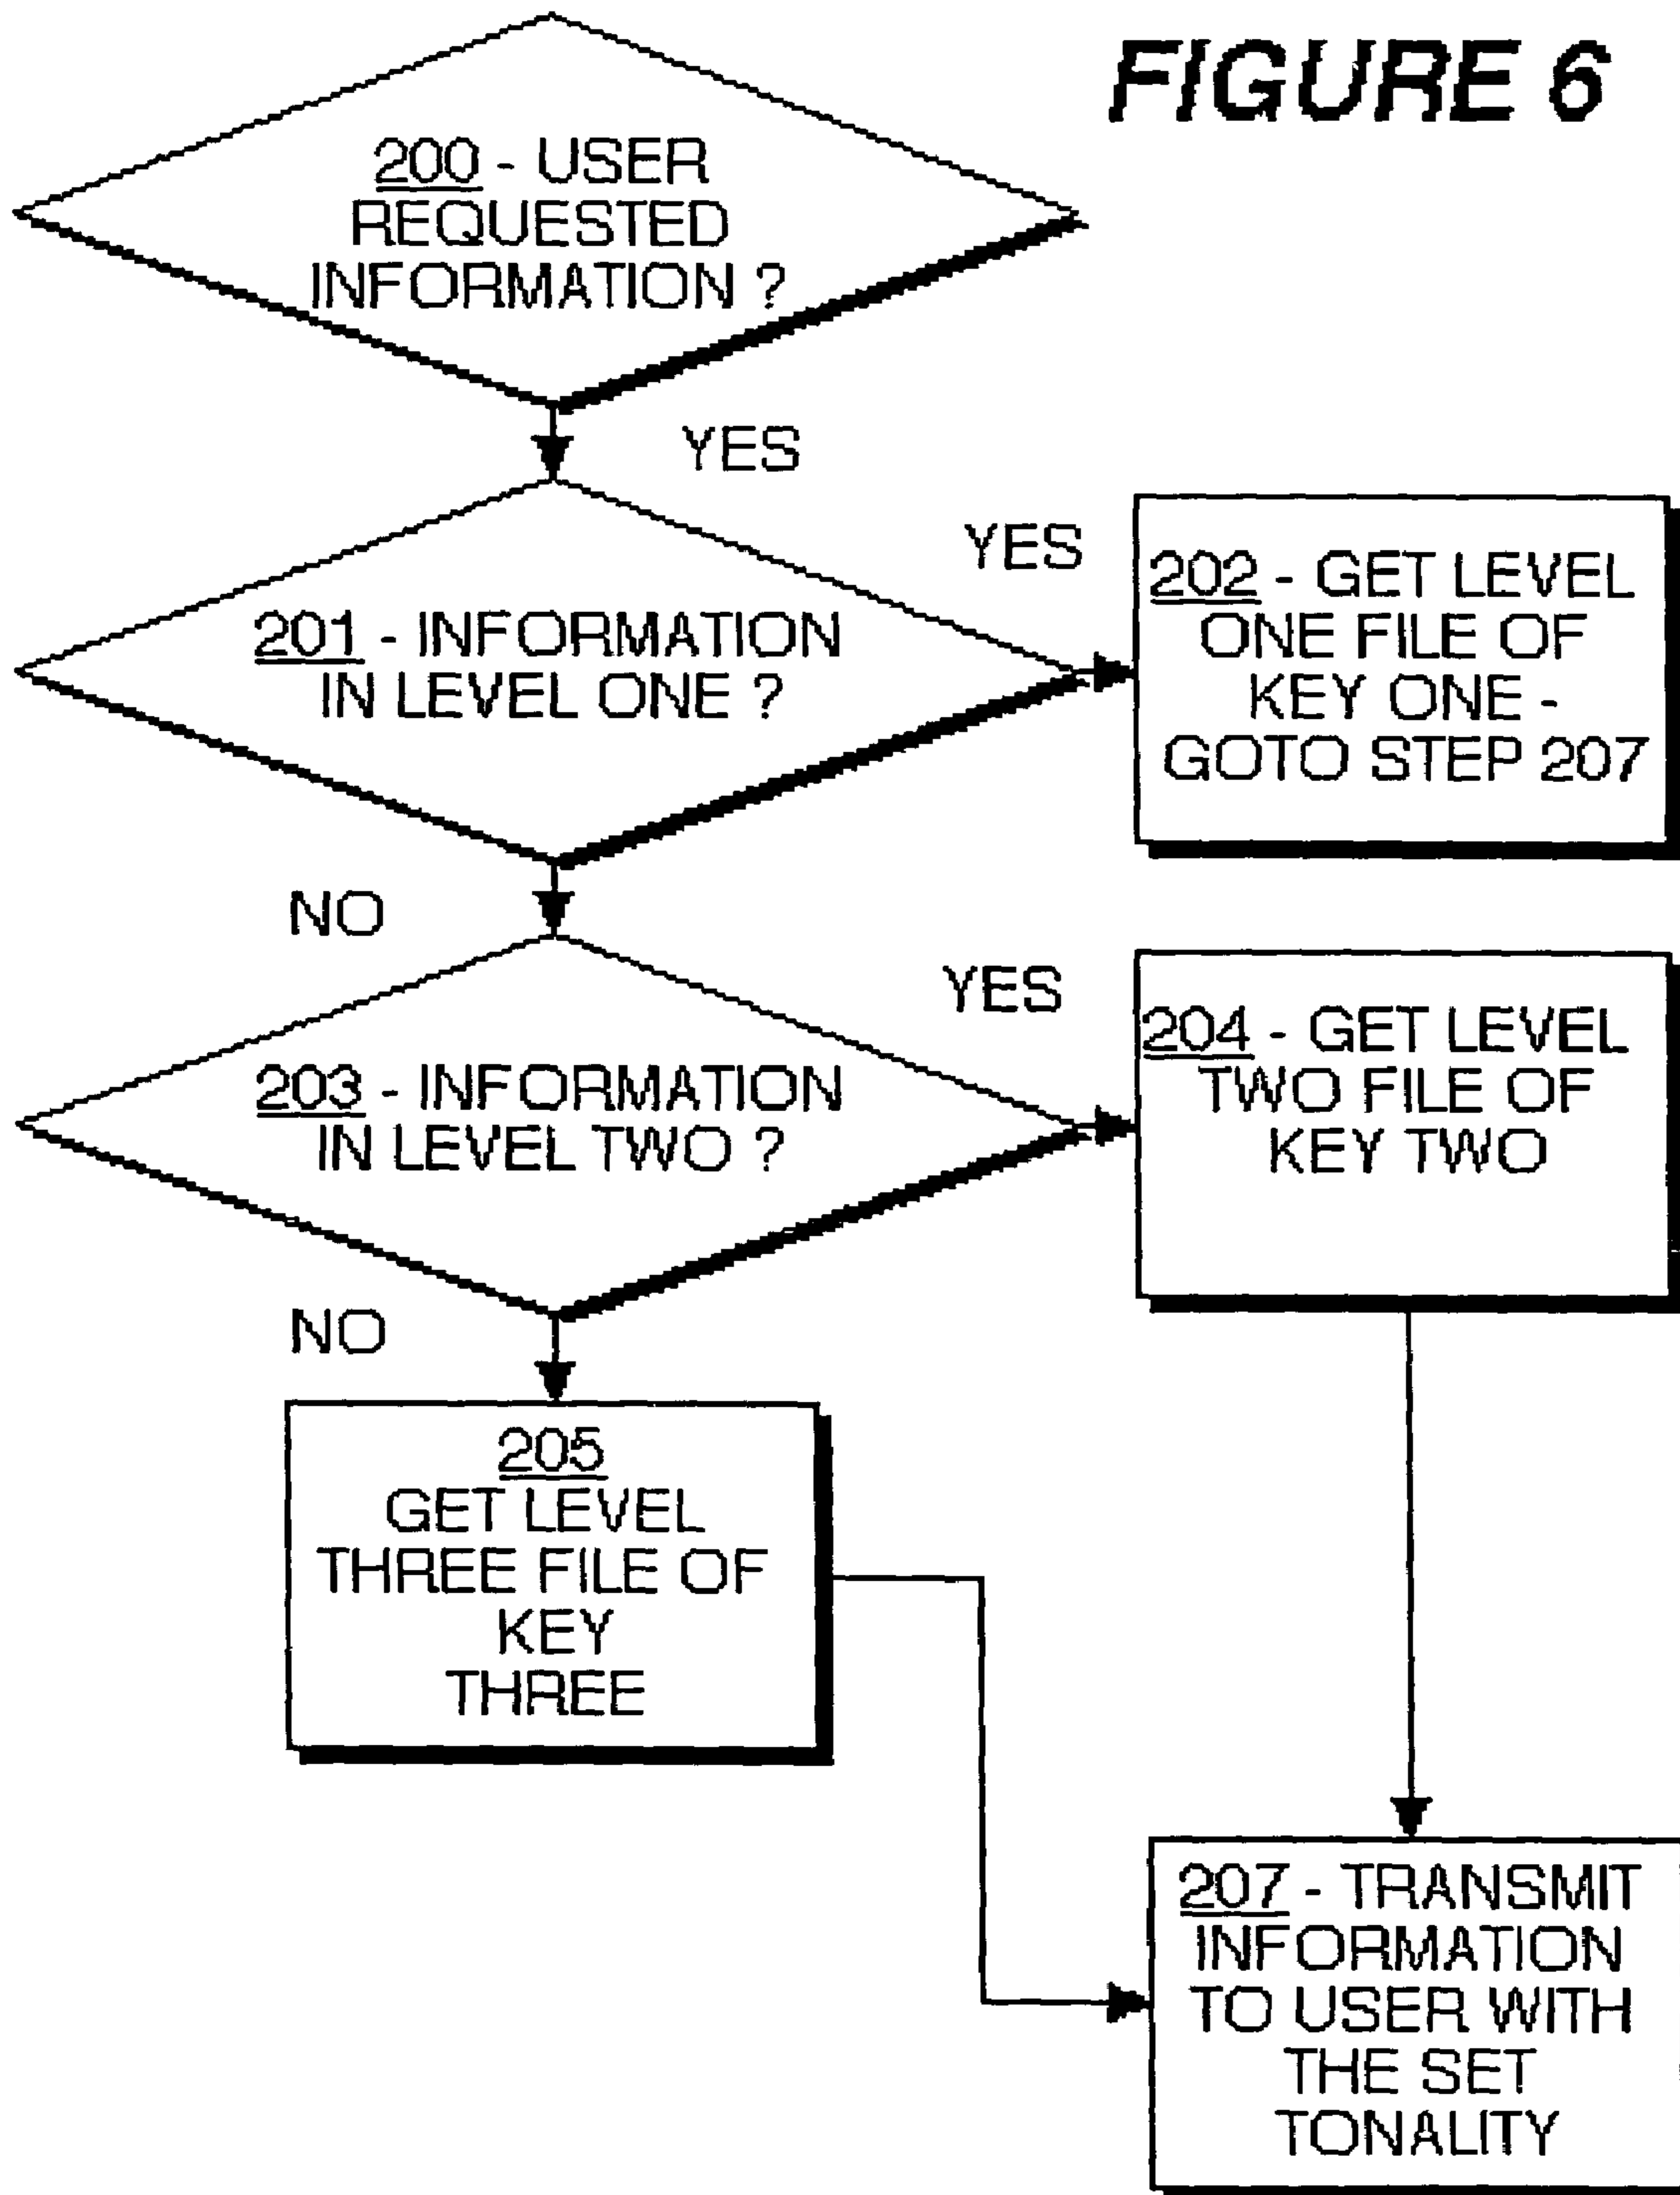 FIGURE 6
200 - USER
REQUESTED
INFORMATION ?
YES
201 - INFORMATION
IN LEVEL ONE ?
YES
202 - GET LEVEL
ONE FILE OF
KEY ONE -
GOTO STEP 207
NO
203 - INFORMATION
IN LEVEL TWO ?
YES
204 - GET LEVEL
TWO FILE OF
KEY TWO
NO
205
GET LEVEL
THREE FILE OF
KEY
THREE
207 - TRANSMIT
INFORMATION
TO USER WITH
THE SET
TONALITY